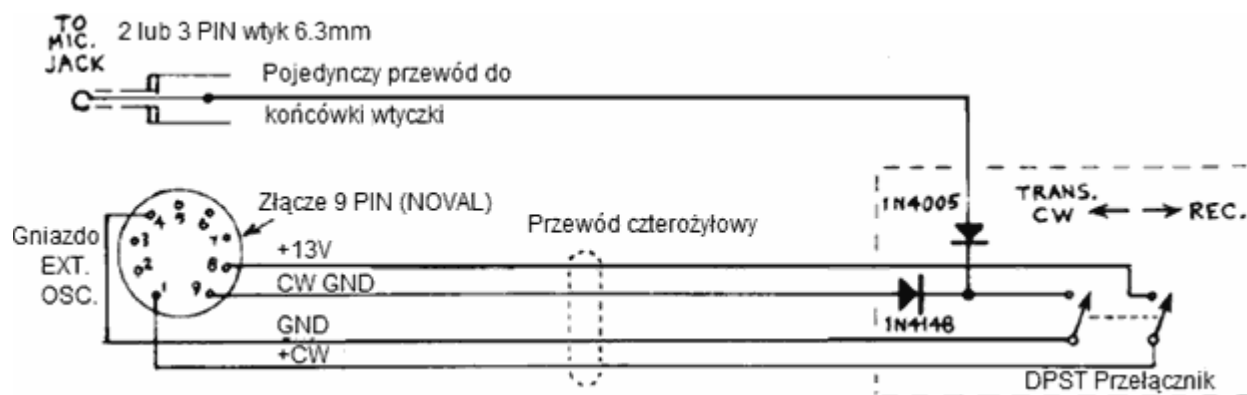 TO
MIC.
JACK
2 lub 3 PIN wtyk 6.3mm
Pojedynczy przewód do
końcówki wtyczki
Złącze 9 PIN (NOVAL)
Gniazdo
EXT.
OSC.
1
2
3
4
5
6
7
8
9
+13V
CW GND
GND
+CW
Przewód czterożyłowy
1N4005
1N4148
TRANS.
CW
REC.
DPST Przełącznik